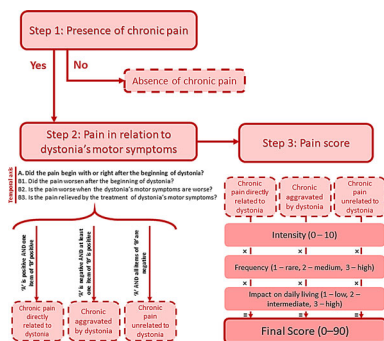 Step 1: Presence of chronic pain
Yes
No
Absence of chronic pain
Step 2: Pain in relation to
dystonia's motor symptoms
Step 3: Pain score
Temporal axis
A. Did the pain begin with or right after the beginning of dystonia?
B1. Did the pain worsen after the beginning of dystonia?
B2. Is the pain worse when the dystonia's motor symptoms are worse?
B3. Is the pain relieved by the treatment of dystonia's motor symptoms?
'A' is positive AND one
item of 'B' positive
'A' is negative AND at least
one item of 'B' is positive
'A' AND all items of 'B' are
negative
Chronic pain
directly
related to
dystonia
Chronic
aggravated
by dystonia
Chronic
pain
unrelated to
dystonia
Chronic
pain directly
related to
dystonia
Chronic
aggravated
by dystonia
Chronic
pain
unrelated to
dystonia
Intensity (0 – 10)
x x x
Frequency (1 – rare, 2 – medium, 3 – high)
x x x
Impact on daily living (1 – low, 2 –
intermediate, 3 – high)
x x x
Final Score (0–90)